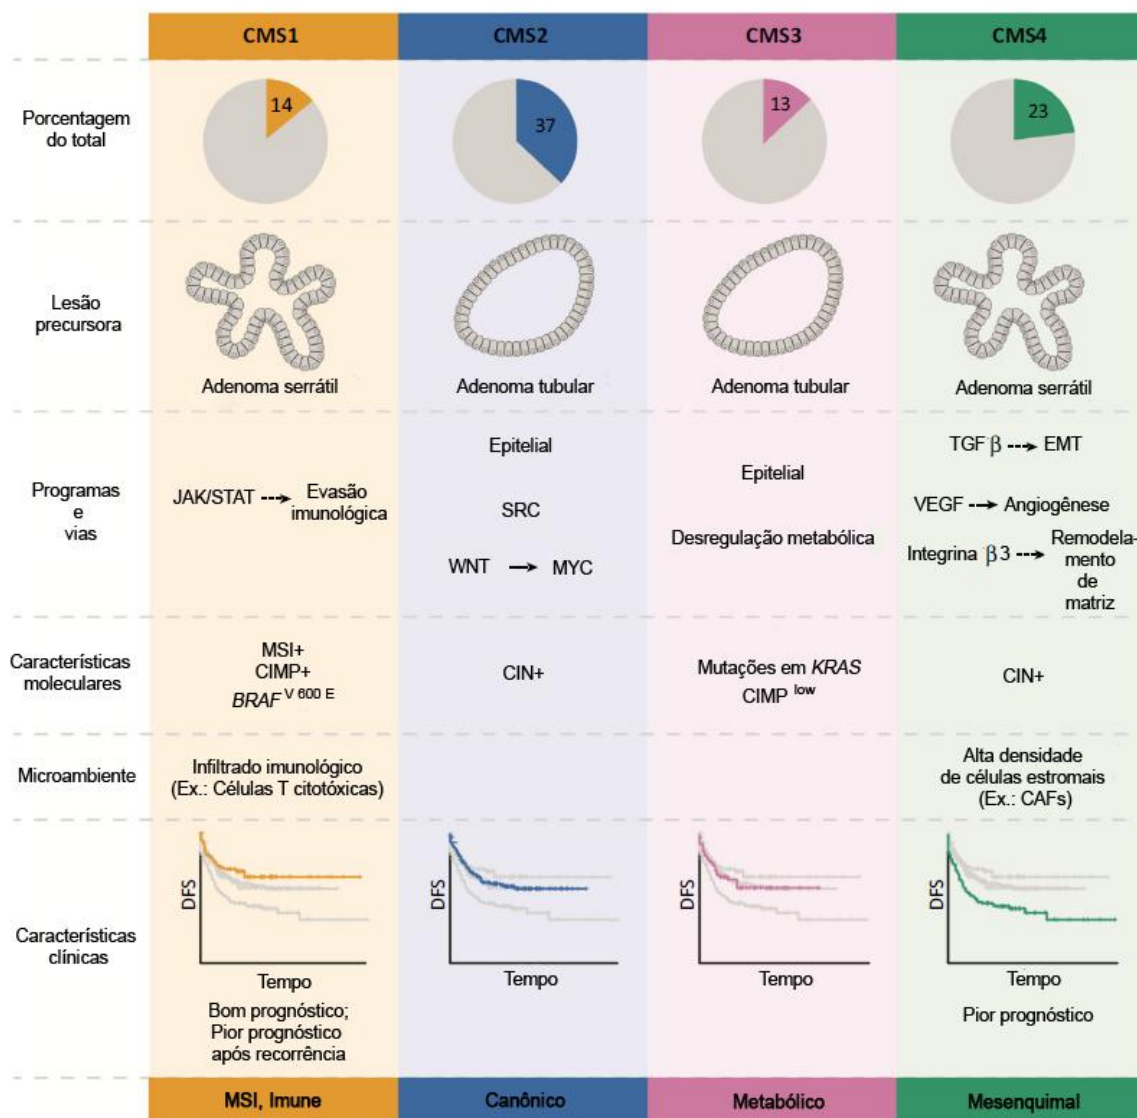 CMS1 CMS2 CMS3 CMS4
Porcentagem
do total
14 37 13 23
Lesão
precursora
Adenoma serrátil Adenoma tubular Adenoma tubular Adenoma serrátil
Programas
e
vias
JAK/STAT Evasão
imunológica
Epitelial
SRC
WNT MYC
Epitelial
Desregulação metabólica
TGF β EMT
VEGF Angiogênese
Integrina β3 Remodela-
mento
de
matriz
Característícas
moleculares
MSI+
CIMP+
BRAF V 600 E
CIN+
Mutações em KRAS
CIMP low
CIN+
Microambiente
Infiltrado imunológico
(Ex.: Células T citotóxicas)
Alta densidade
de células estromais
(Ex.: CAFs)
Característícas
clínicas
DFS DFS DFS DFS
Tempo Tempo Tempo Tempo
Bom prognóstico;
Pior prognóstico
após recorrência
Pior prognóstico
MSI, Imune Canônico Metabólico Mesenquimal